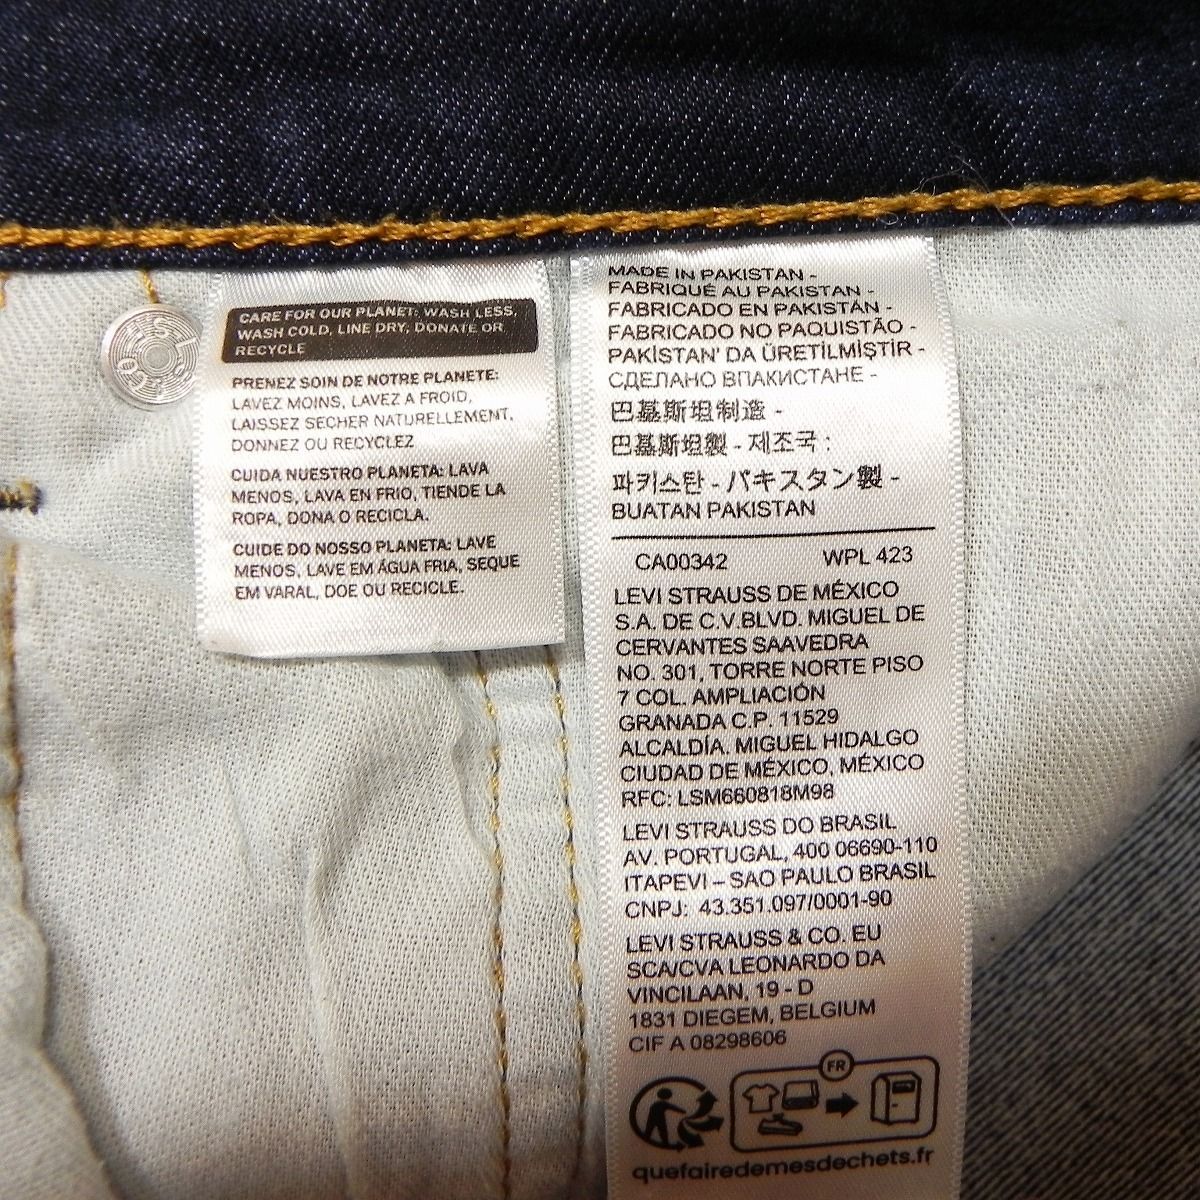 CARE FOR OUR PLANET: WASH LESS,
WASH COLD, LINE DRY, DONATE OR
RECYCLE
PRENEZ SOIN DE NOTRE PLANETE:
LAVEZ MOINS, LAVEZ A FROID,
LAISSEZ SECHER NATURELLEMENT,
DONNEZ OU RECYCLEZ
CUIDA NUESTRO PLANETA: LAVA
MENOS, LAVA EN FRIO, TIENDE LA
ROPA, DONA O RECICLA.
CUIDE DO NOSSO PLANETA: LAVE
MENOS, LAVE EM ÁGUA FRIA, SEQUE
EM VARAL, DOE OU RECICLE.
MADE IN PAKISTAN -
FABRIQUÉ AU PAKISTAN -
FABRICADO EN PAKISTÁN -
FABRICADO NO PAQUISTÃO -
PAKİSTAN' DA ÜRETİLMİŞTİR -
СДЕЛАНО ВПАКИСТАНЕ -
巴基斯坦制造 -
巴基斯坦製 - 제조국 :
파키스탄 - パキスタン製 -
BUATAN PAKISTAN
CA00342 WPL 423
LEVI STRAUSS DE MÉXICO
S.A. DE C.V.BLVD. MIGUEL DE
CERVANTES SAAVEDRA
NO. 301, TORRE NORTE PISO
7 COL. AMPLIACIÓN
GRANADA C.P. 11529
ALCALDÍA. MIGUEL HIDALGO
CIUDAD DE MÉXICO, MÉXICO
RFC: LSM660818M98
LEVI STRAUSS DO BRASIL
AV. PORTUGAL, 400 06690-110
ITAPEVI – SAO PAULO BRASIL
CNPJ: 43.351.097/0001-90
LEVI STRAUSS & CO. EU
SCA/CVA LEONARDO DA
VINCILAAN, 19 - D
1831 DIEGEM, BELGIUM
CIF A 08298606
FR
quefairedemesdechets.fr